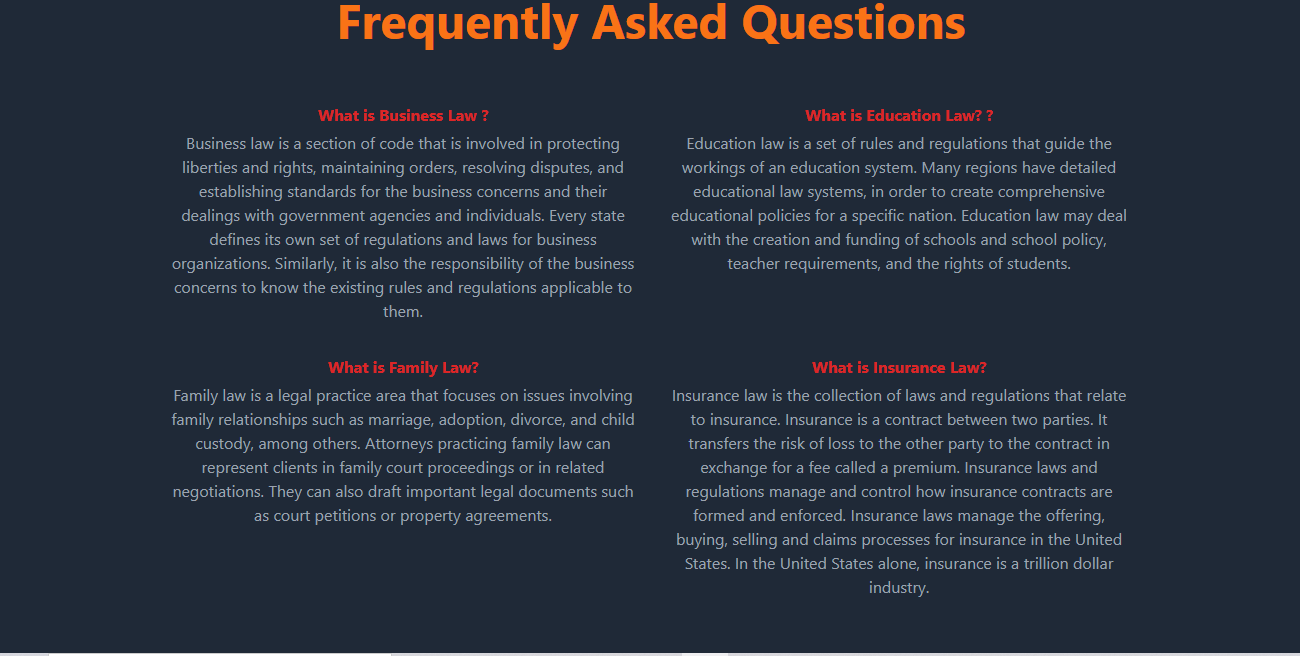 Frequently Asked Questions
What is Business Law ?
Business law is a section of code that is involved in protecting
liberties and rights, maintaining orders, resolving disputes, and
establishing standards for the business concerns and their
dealings with government agencies and individuals. Every state
defines its own set of regulations and laws for business
organizations. Similarly, it is also the responsibility of the business
concerns to know the existing rules and regulations applicable to
them.
What is Education Law? ?
Education law is a set of rules and regulations that guide the
workings of an education system. Many regions have detailed
educational law systems, in order to create comprehensive
educational policies for a specific nation. Education law may deal
with the creation and funding of schools and school policy,
teacher requirements, and the rights of students.
What is Family Law?
Family law is a legal practice area that focuses on issues involving
family relationships such as marriage, adoption, divorce, and child
custody, among others. Attorneys practicing family law can
represent clients in family court proceedings or in related
negotiations. They can also draft important legal documents such
as court petitions or property agreements.
What is Insurance Law?
Insurance law is the collection of laws and regulations that relate
to insurance. Insurance is a contract between two parties. It
transfers the risk of loss to the other party to the contract in
exchange for a fee called a premium. Insurance laws and
regulations manage and control how insurance contracts are
formed and enforced. Insurance laws manage the offering,
buying, selling and claims processes for insurance in the United
States. In the United States alone, insurance is a trillion dollar
industry.